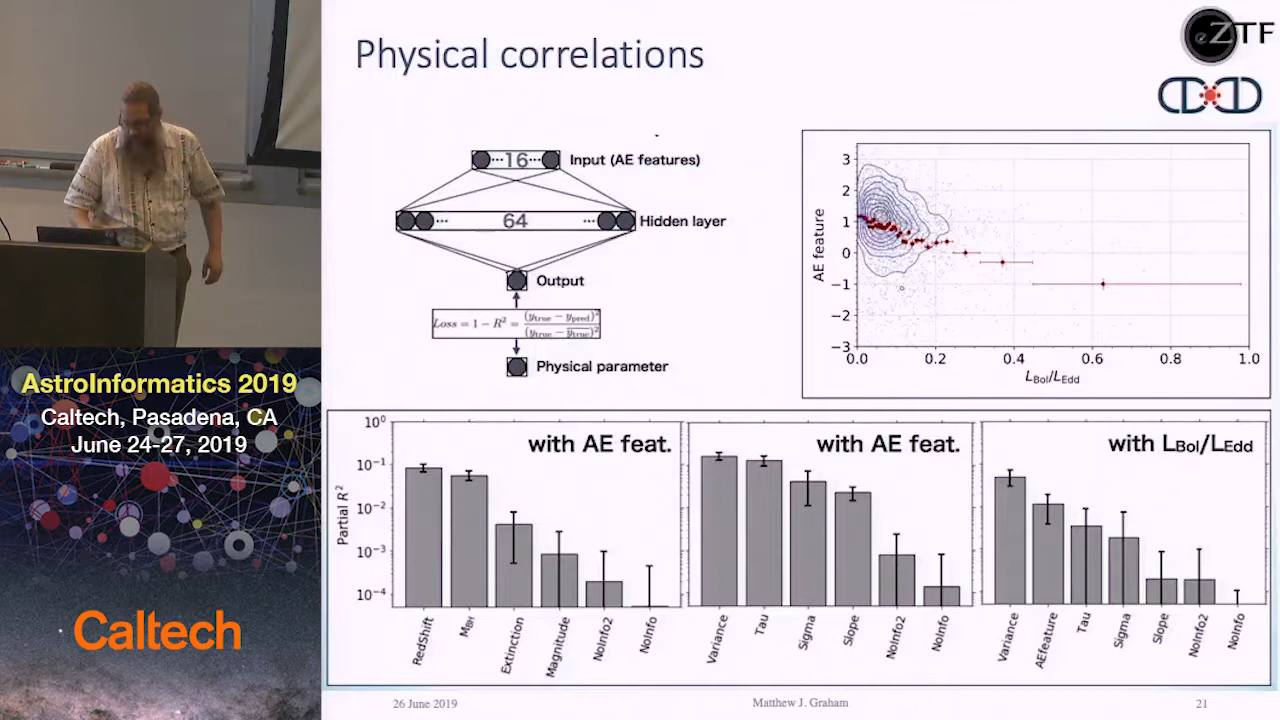 Physical correlations
ZTF
16
Input (AE features)
64
Hidden layer
Output
Loss = 1 − R² = (y_true − y_pred)² / (y_true − y_true)²
Physical parameter
3
2
1
0
−1
−2
−3
AE feature
0.0 0.2 0.4 0.6 0.8 1.0
L_Bol/L_Edd
AstroInformatics 2019
Caltech, Pasadena, CA
June 24-27, 2019
Caltech
Partial R²
10⁰
10⁻¹
10⁻²
10⁻³
10⁻⁴
with AE feat.
RedShift
M_BH
Extinction
Magnitude
NoInfo2
NoInfo
with AE feat.
Variance
Tau
Sigma
Slope
NoInfo2
NoInfo
with L_Bol/L_Edd
Variance
AEfeature
Tau
Sigma
Slope
NoInfo2
NoInfo
26 June 2019
Matthew J. Graham
21